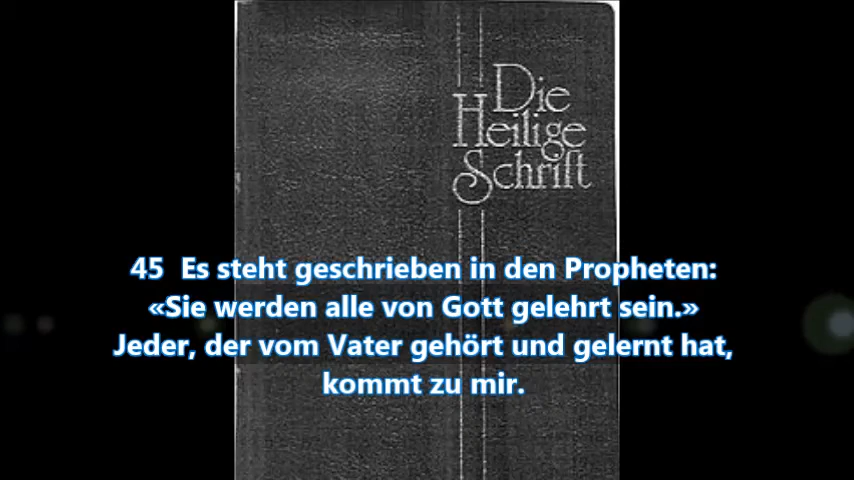 Die
Heilige
Schrift
45 Es steht geschrieben in den Propheten:
«Sie werden alle von Gott gelehrt sein.»
Jeder, der vom Vater gehört und gelernt hat,
kommt zu mir.